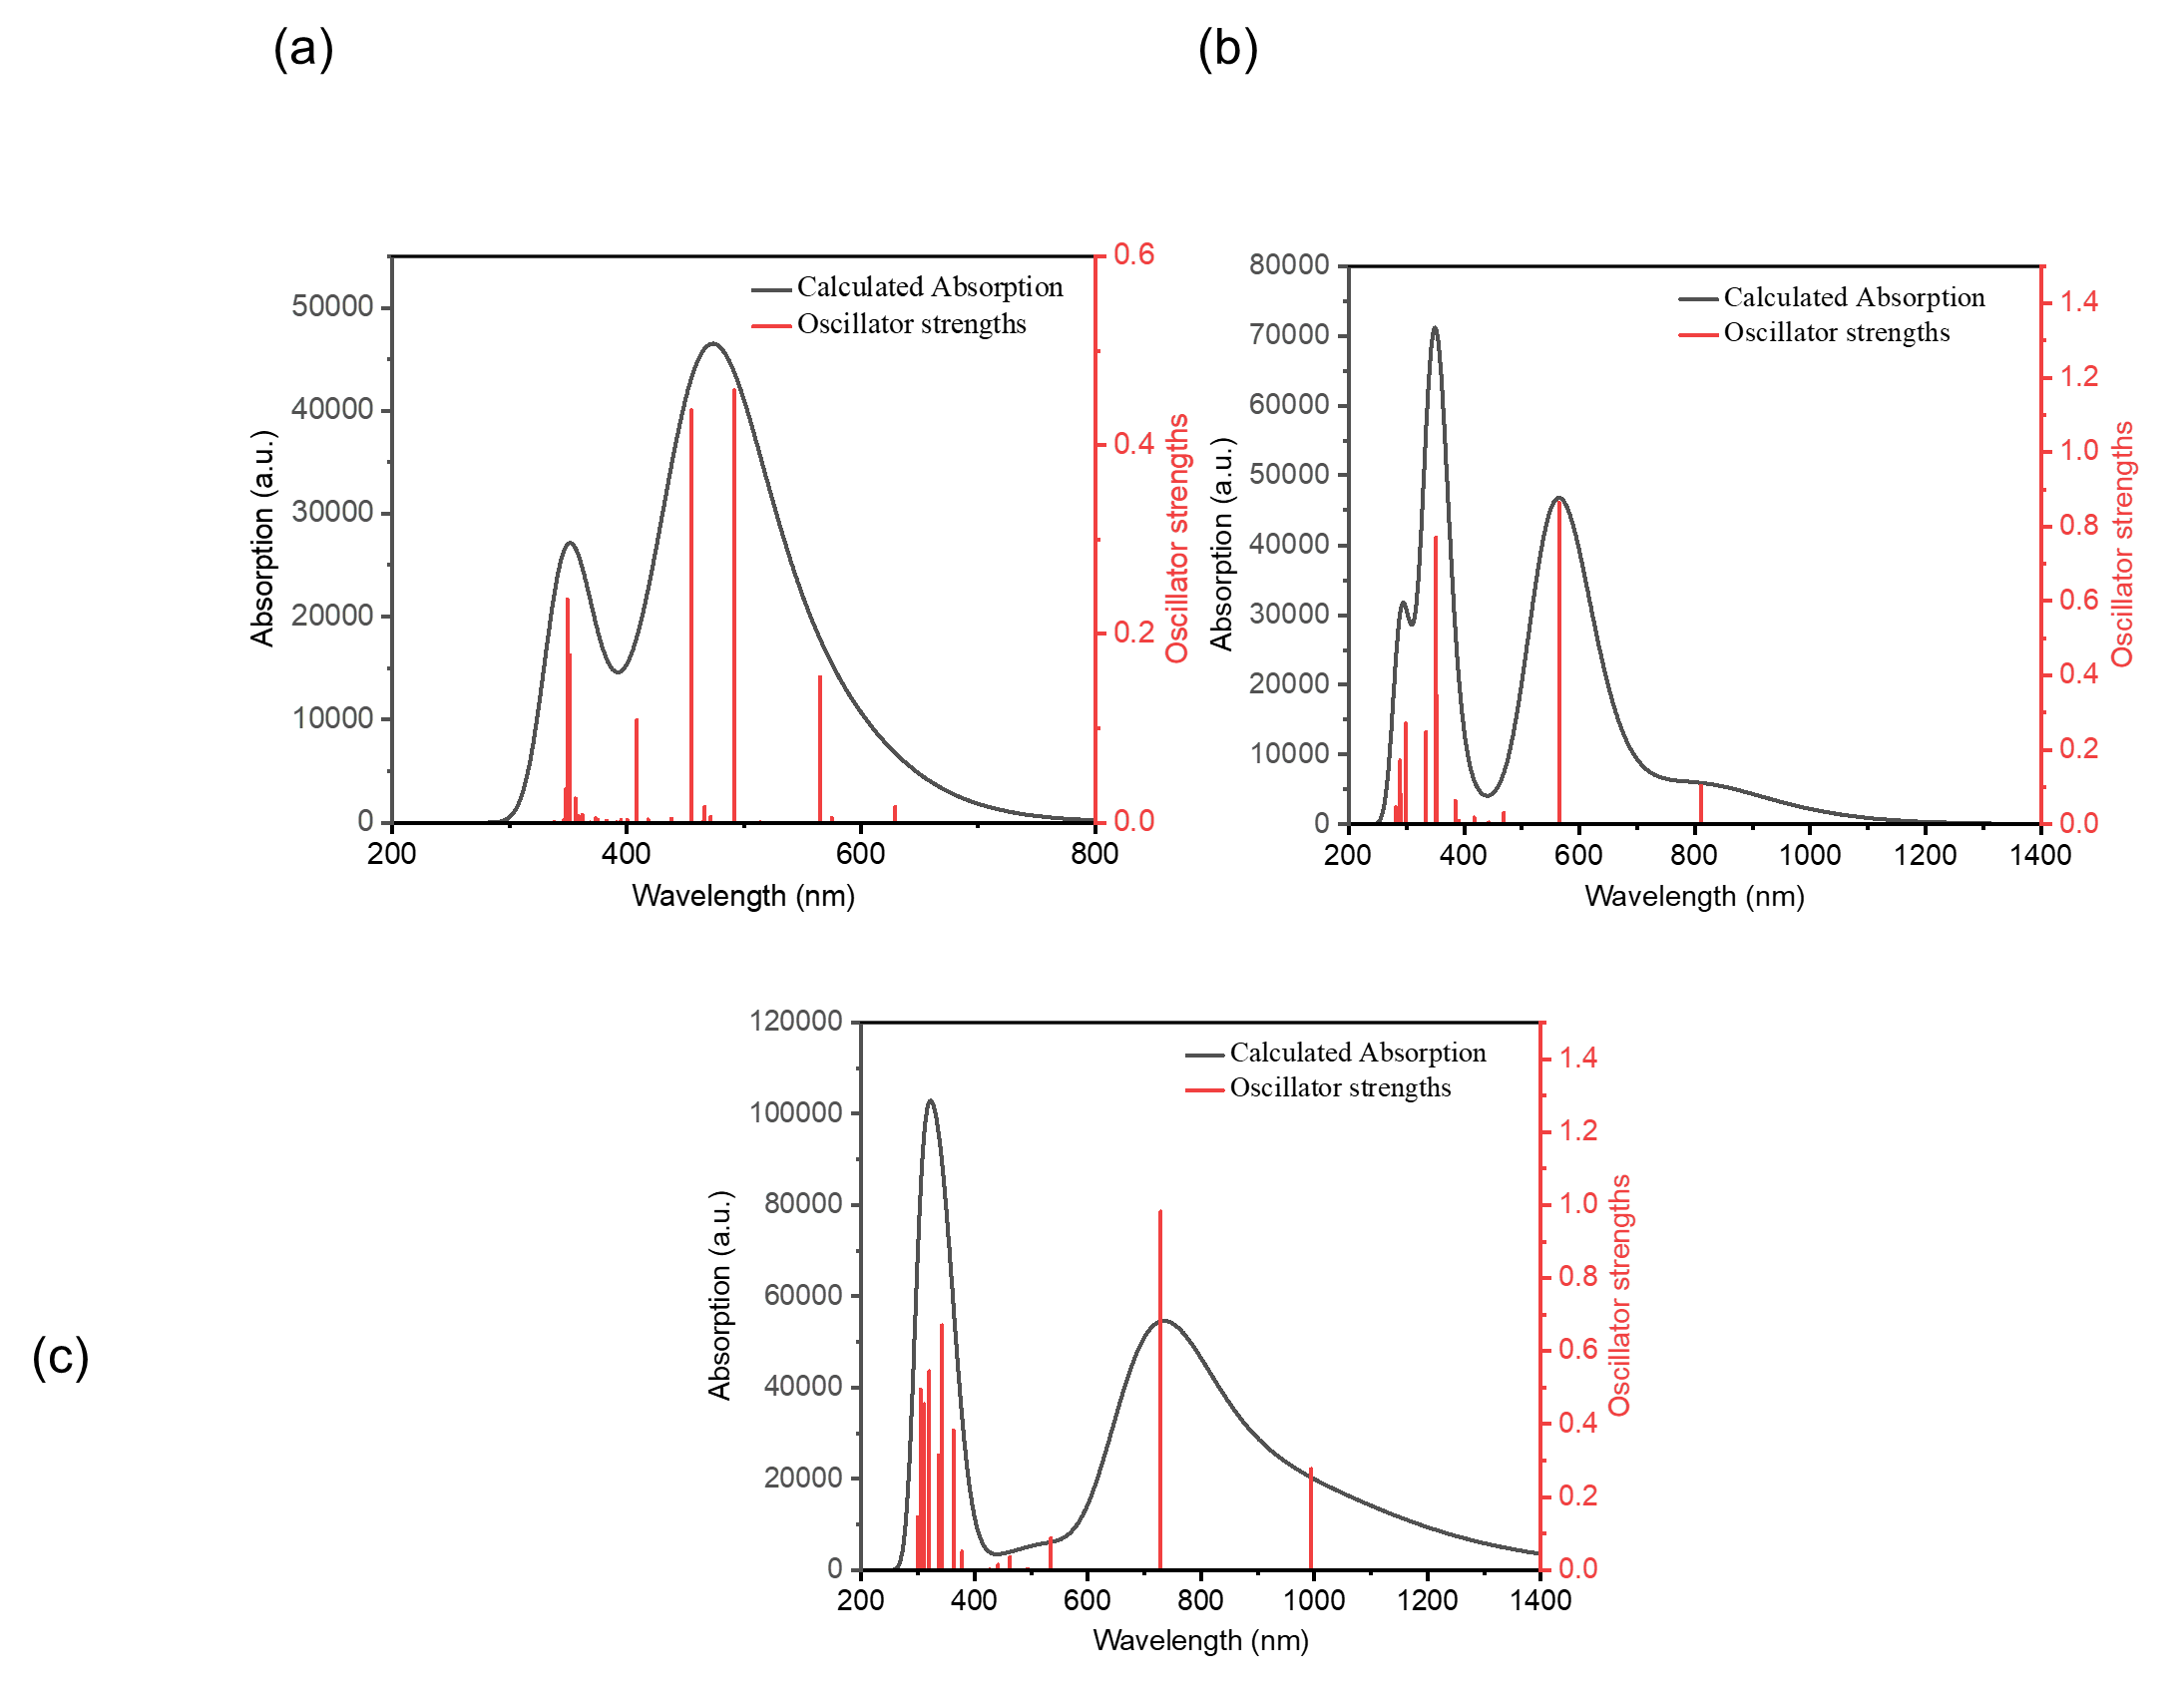 (a)
(b)
Calculated Absorption
Oscillator strengths
50000
40000
30000
20000
10000
0
0.6
0.4
0.2
0.0
200 400 600 800
Wavelength (nm)
Absorption (a.u.)
Oscillator strengths
Calculated Absorption
Oscillator strengths
80000
70000
60000
50000
40000
30000
20000
10000
0
1.4
1.2
1.0
0.8
0.6
0.4
0.2
0.0
200 400 600 800 1000 1200 1400
Wavelength (nm)
Absorption (a.u.)
Oscillator strengths
(c)
Calculated Absorption
Oscillator strengths
120000
100000
80000
60000
40000
20000
0
1.4
1.2
1.0
0.8
0.6
0.4
0.2
0.0
200 400 600 800 1000 1200 1400
Wavelength (nm)
Absorption (a.u.)
Oscillator strengths